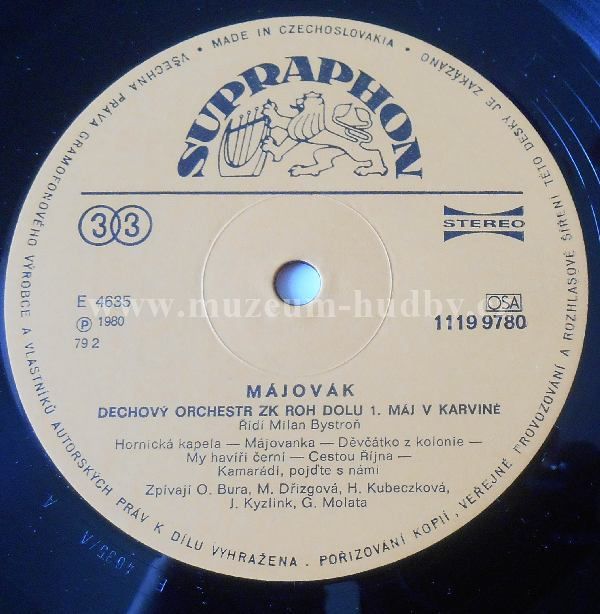 VŠECHNA PRÁVA GRAMOFONOVÉHO VÝROBCE A VLASTNÍKŮ AUTORSKÝCH PRÁV K DÍLU VYHRAŽENA . POŘIZOVÁNÍ KOPIÍ, VEŘEJNÉ PROVOZOVÁNÍ A ROZHLASOVÉ ŠÍŘENÍ TÉTO DESKY JE ZAKÁZÁNO
• MADE IN CZECHOSLOVAKIA •
SUPRAPHON
33
STEREO
E 4635
OSA
℗ 1980
1119 9780
79 2
www.muzeum-hudby.c
MÁJOVÁK
DECHOVÝ ORCHESTR ZK ROH DOLU 1. MÁJ V KARVINÉ
Řídí Milan Bystroň
Hornická kapela — Májovanka — Děvčátko z kolonie —
My havíři černí — Cestou Října —
Kamarádi, pojďte s námi
Zpívají O. Bura, M. Dřizgová, H. Kubeczková,
J. Kyzlink, G. Molata
E 4635/A A